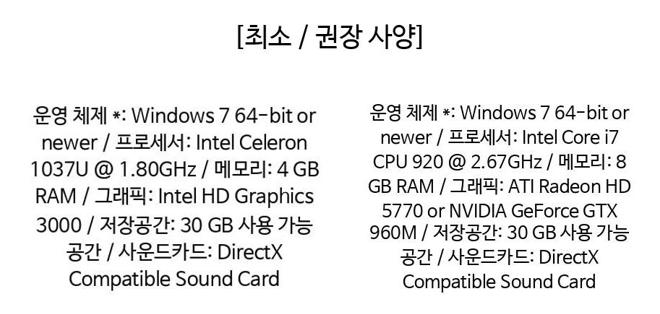 [최소 / 권장 사양]
운영 체제 *: Windows 7 64-bit or
newer / 프로세서: Intel Celeron
1037U @ 1.80GHz / 메모리: 4 GB
RAM / 그래픽: Intel HD Graphics
3000 / 저장공간: 30 GB 사용 가능
공간 / 사운드카드: DirectX
Compatible Sound Card
운영 체제 *: Windows 7 64-bit or
newer / 프로세서: Intel Core i7
CPU 920 @ 2.67GHz / 메모리: 8
GB RAM / 그래픽: ATI Radeon HD
5770 or NVIDIA GeForce GTX
960M / 저장공간: 30 GB 사용 가능
공간 / 사운드카드: DirectX
Compatible Sound Card